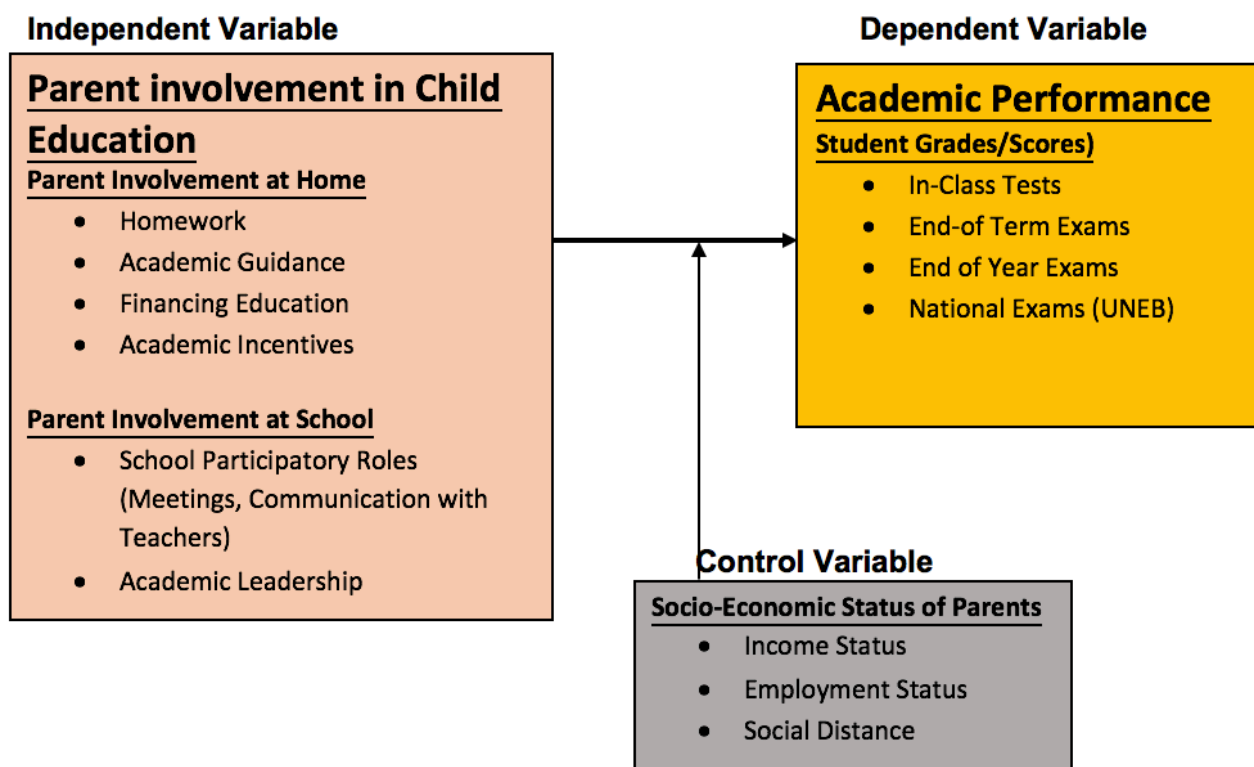 Independent Variable
Parent involvement in Child
Education
Parent Involvement at Home
• Homework
• Academic Guidance
• Financing Education
• Academic Incentives
Parent Involvement at School
• School Participatory Roles
(Meetings, Communication with
Teachers)
• Academic Leadership
Dependent Variable
Academic Performance
Student Grades/Scores)
• In-Class Tests
• End-of Term Exams
• End of Year Exams
• National Exams (UNEB)
Control Variable
Socio-Economic Status of Parents
• Income Status
• Employment Status
• Social Distance